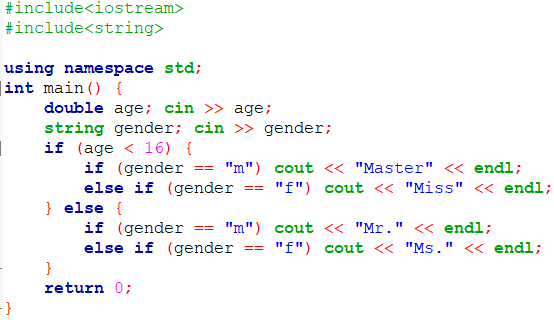 #include<iostream>
#include<string>
using namespace std;
int main() {
double age; cin >> age;
string gender; cin >> gender;
if (age < 16) {
if (gender == "m") cout << "Master" << endl;
else if (gender == "f") cout << "Miss" << endl;
} else {
if (gender == "m") cout << "Mr." << endl;
else if (gender == "f") cout << "Ms." << endl;
}
return 0;
}